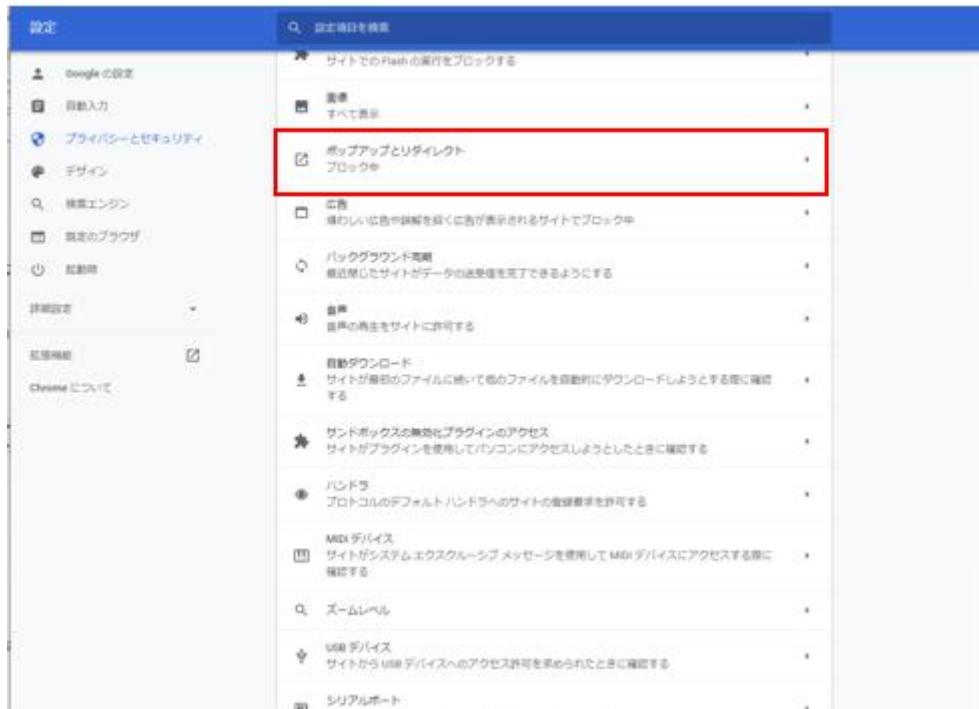 設定
設定項目を検索
Google の設定
自動入力
プライバシーとセキュリティ
デザイン
検索エンジン
既定のブラウザ
起動時
詳細設定
拡張機能
Chrome について
サイトでの Flash の実行をブロックする
画像
すべて表示
ポップアップとリダイレクト
ブロック中
広告
煩わしい広告や誤解を招く広告が表示されるサイトでブロック中
バックグラウンド同期
最近閉じたサイトがデータの送受信を完了できるようにする
音声
音声の再生をサイトに許可する
自動ダウンロード
サイトが最初のファイルに続いて他のファイルを自動的にダウンロードしようとする際に確認
する
サンドボックスの無効化プラグインのアクセス
サイトがプラグインを使用してパソコンにアクセスしようとしたときに確認する
ハンドラ
プロトコルのデフォルト ハンドラへのサイトの登録要求を許可する
MIDI デバイス
サイトがシステム エクスクルーシブ メッセージを使用して MIDI デバイスにアクセスする際に
確認する
ズームレベル
USB デバイス
サイトから USB デバイスへのアクセス許可を求められたときに確認する
シリアルポート